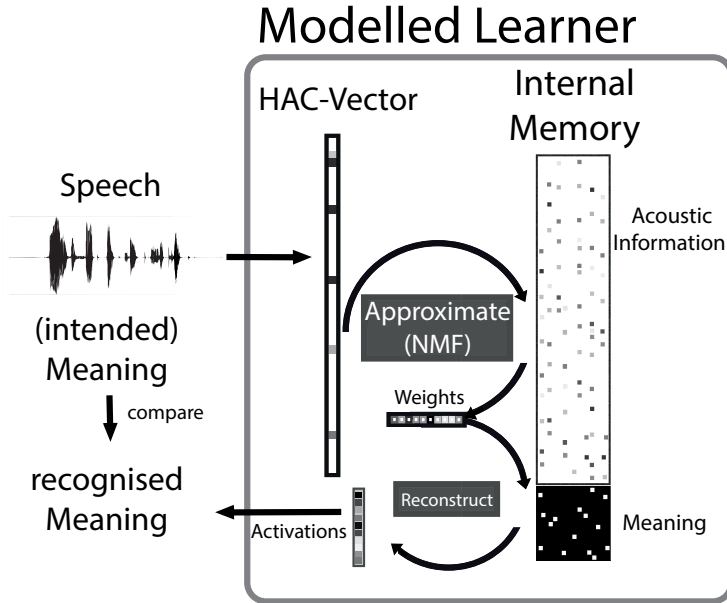 Modelled Learner
HAC-Vector
Internal
Memory
Speech
Acoustic
Information
(intended)
Meaning
Approximate
(NMF)
compare
Weights
recognised
Meaning
Reconstruct
Activations
Meaning